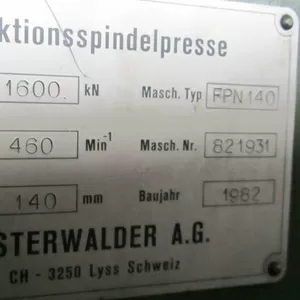 ktionsspindelpresse
1600 kN Masch. Typ FPN 140
460 Min-1 Masch. Nr. 821931
140 mm Baujahr 1982
STERWALDER A.G.
CH - 3250 Lyss Schweiz